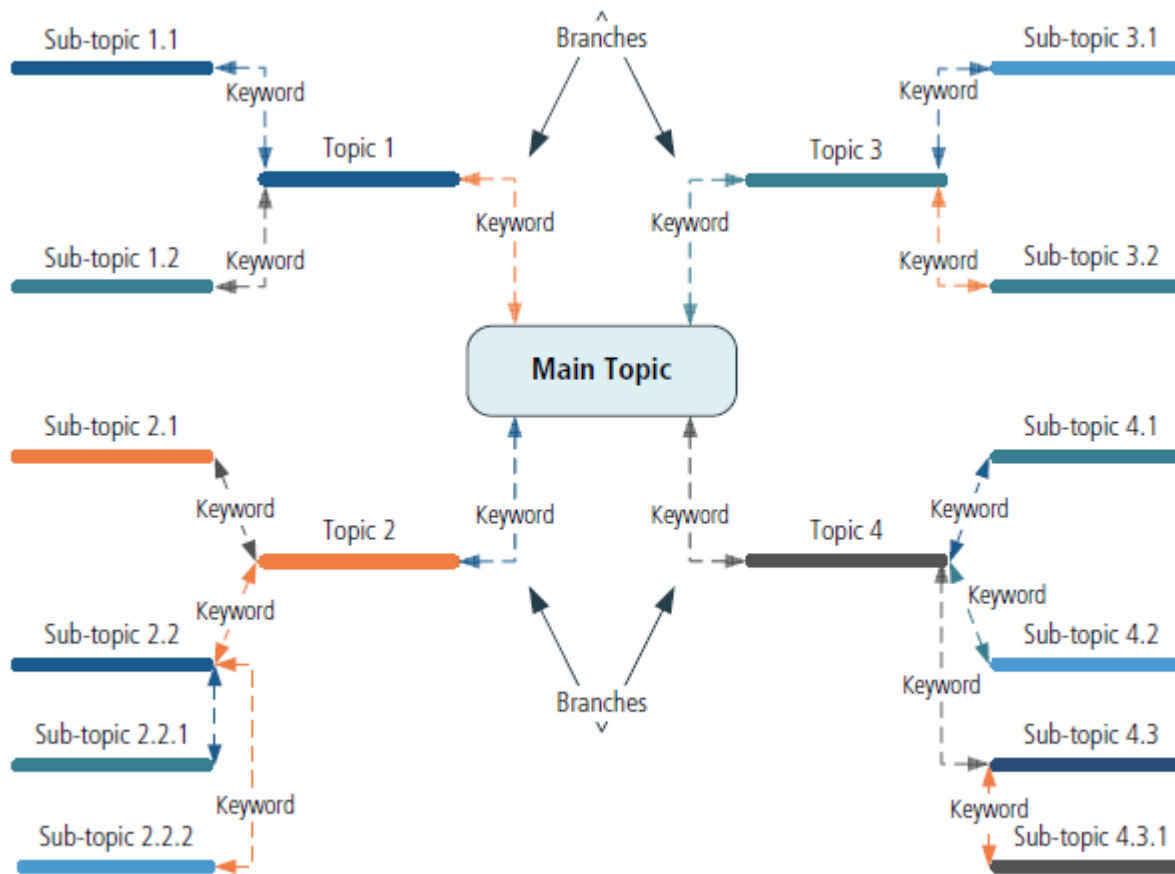 Sub-topic 1.1
Branches
Sub-topic 3.1
Keyword
Keyword
Topic 1
Topic 3
Keyword
Keyword
Sub-topic 1.2
Keyword
Keyword
Sub-topic 3.2
Main Topic
Sub-topic 2.1
Sub-topic 4.1
Keyword
Topic 2
Keyword
Keyword
Topic 4
Keyword
Keyword
Keyword
Sub-topic 2.2
Sub-topic 4.2
Keyword
Branches
Sub-topic 2.2.1
Sub-topic 4.3
Keyword
Keyword
Sub-topic 2.2.2
Sub-topic 4.3.1